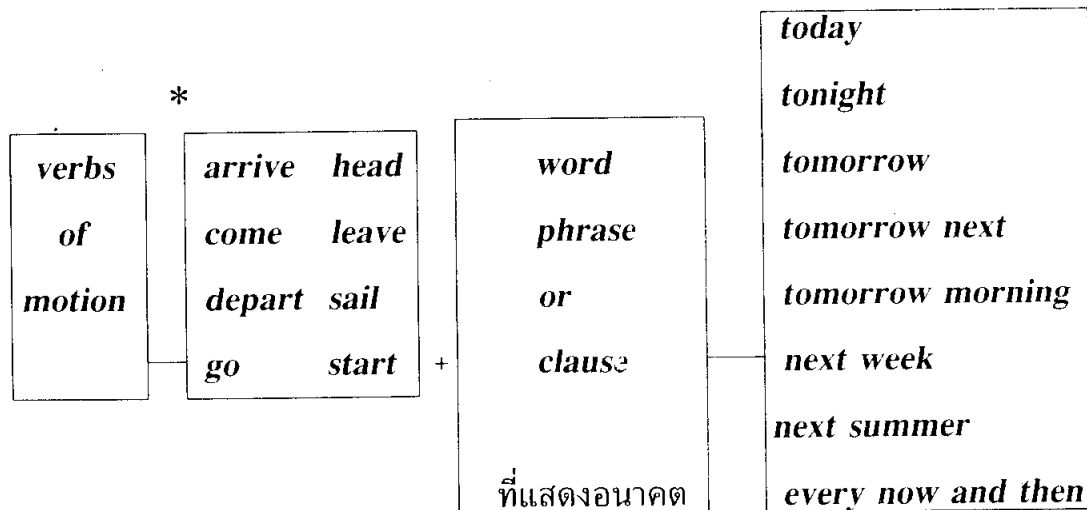 *
verbs
of
motion
arrive head
come leave
depart sail
go start
+
word
phrase
or
clause
ที่แสดงอนาคต
today
tonight
tomorrow
tomorrow next
tomorrow morning
next week
next summer
every now and then